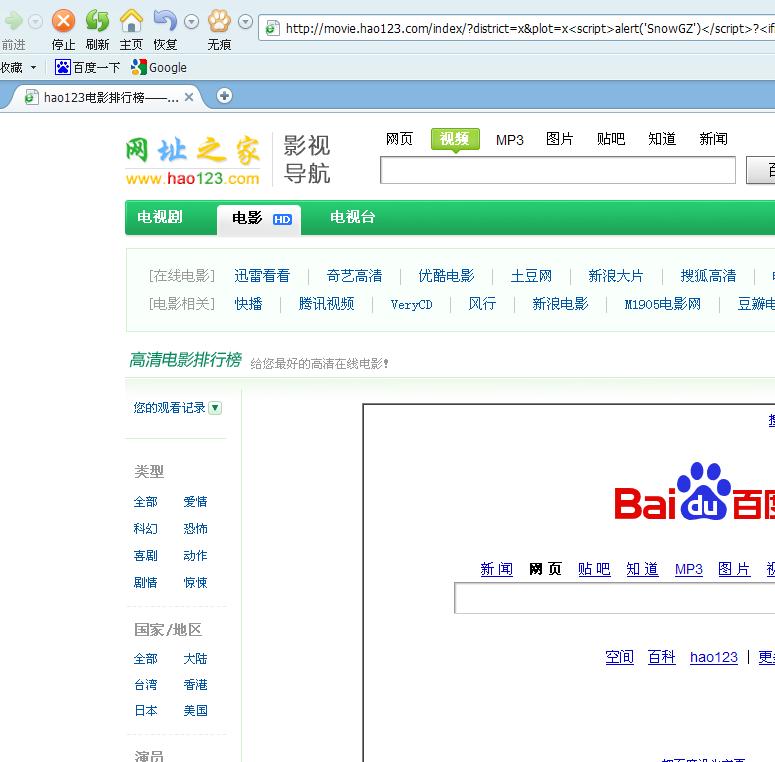 http://movie.hao123.com/index/?district=x&plot=x<script>alert('SnowGZ')</script>?<if
前进 停止 刷新 主页 恢复 无痕
收藏 百度一下 Google
hao123电影排行榜——...
网址之家
www.hao123.com
影视
导航
网页 视频 MP3 图片 贴吧 知道 新闻
电视剧 电影 HD 电视台
[在线电影] 迅雷看看 奇艺高清 优酷电影 土豆网 新浪大片 搜狐高清
[电影相关] 快播 腾讯视频 VeryCD 风行 新浪电影 M1905电影网 豆瓣
高清电影排行榜 给您最好的高清在线电影!
您的观看记录
类型
全部 爱情
科幻 恐怖
喜剧 动作
剧情 惊悚
国家/地区
全部 大陆
台湾 香港
日本 美国
演员
Bai du 百度
新闻 网页 贴吧 知道 MP3 图片
空间 百科 hao123 | 更